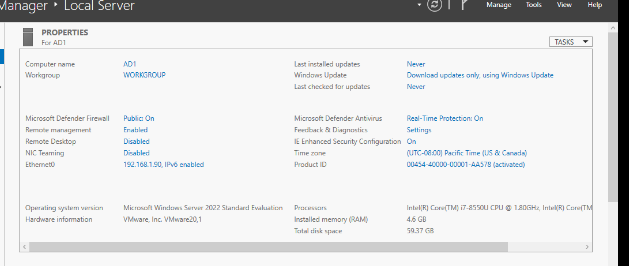 Manager • Local Server
Manage Tools View Help
PROPERTIES
For AD1
TASKS
Computer name AD1
Workgroup WORKGROUP
Last installed updates Never
Windows Update Download updates only, using Windows Update
Last checked for updates Never
Microsoft Defender Firewall Public: On
Remote management Enabled
Remote Desktop Disabled
NIC Teaming Disabled
Ethernet0 192.168.1.90, IPv6 enabled
Microsoft Defender Antivirus Real-Time Protection: On
Feedback & Diagnostics Settings
IE Enhanced Security Configuration On
Time zone (UTC-08:00) Pacific Time (US & Canada)
Product ID 00454-40000-00001-AA578 (activated)
Operating system version Microsoft Windows Server 2022 Standard Evaluation
Hardware information VMware, Inc. VMware20,1
Processors Intel(R) Core(TM) i7-8550U CPU @ 1.80GHz, Intel(R) Core(TM
Installed memory (RAM) 4.6 GB
Total disk space 59.37 GB